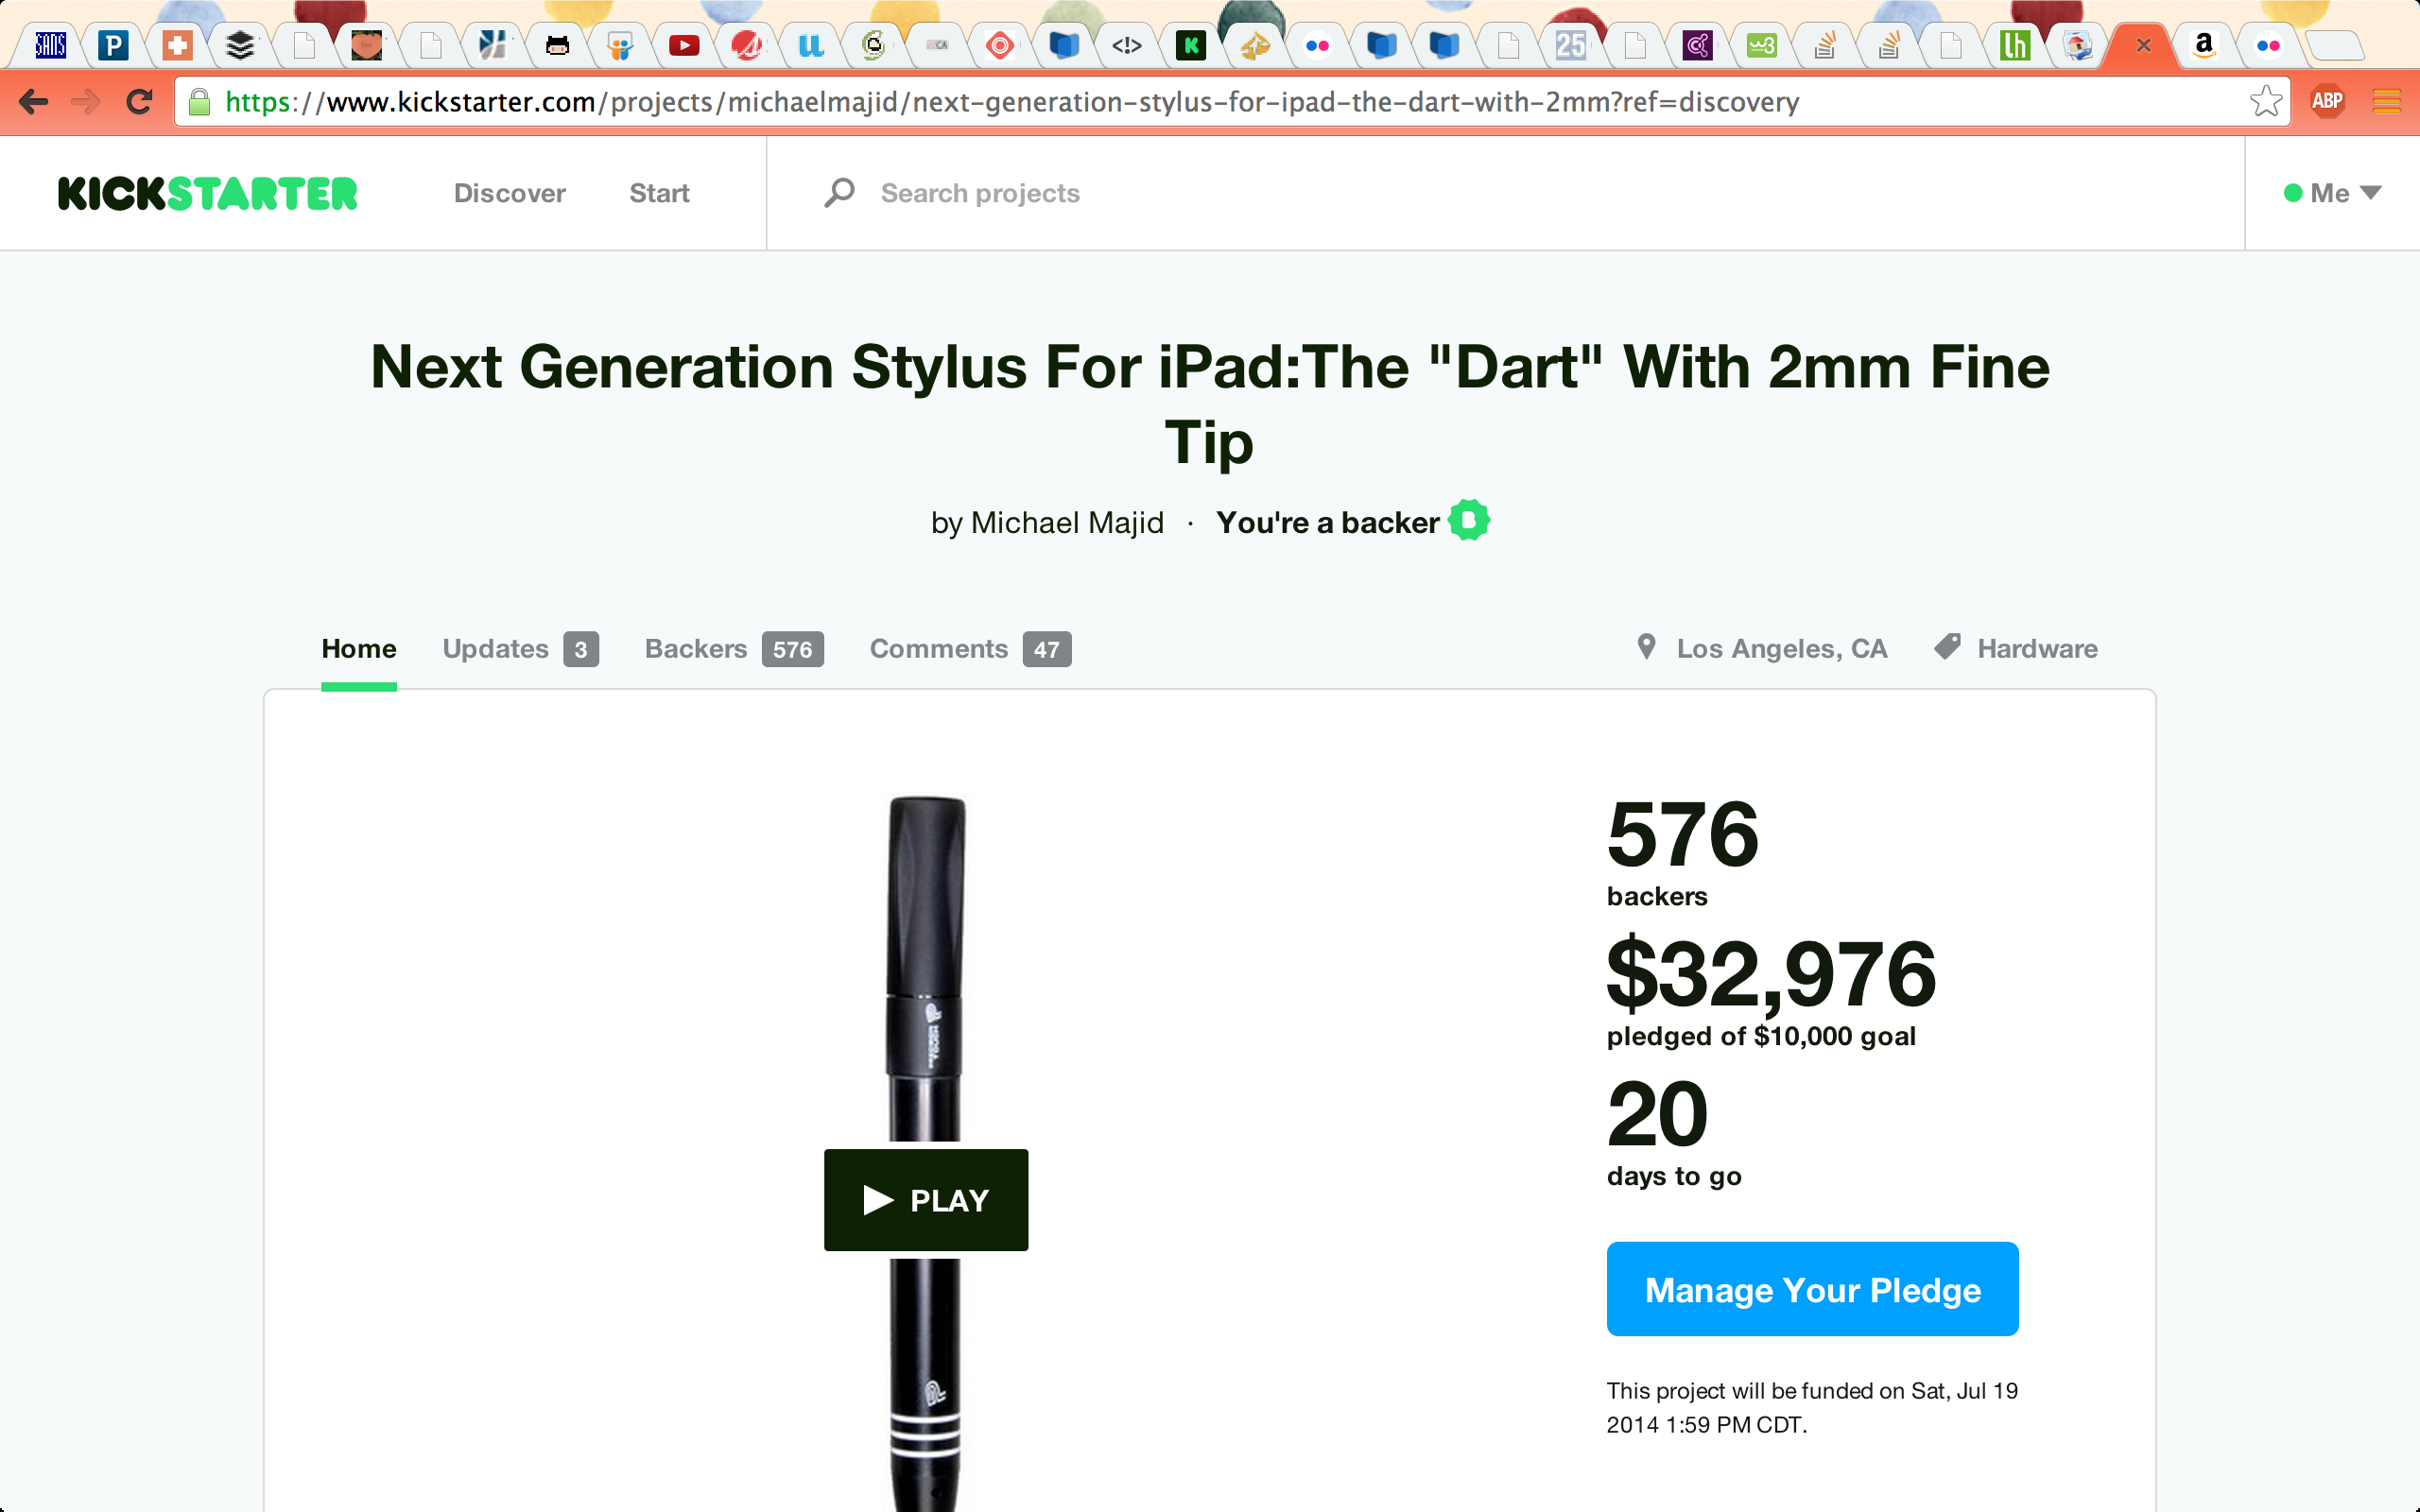 SANS
P
K
25
lh
a
https://www.kickstarter.com/projects/michaelmajid/next-generation-stylus-for-ipad-the-dart-with-2mm?ref=discovery
ABP
KICKSTARTER
Discover
Start
Search projects
Me
Next Generation Stylus For iPad:The "Dart" With 2mm Fine
Tip
by Michael Majid · You're a backer B
Home
Updates 3
Backers 576
Comments 47
Los Angeles, CA
Hardware
576
backers
$32,976
pledged of $10,000 goal
20
days to go
PLAY
Manage Your Pledge
This project will be funded on Sat, Jul 19
2014 1:59 PM CDT.